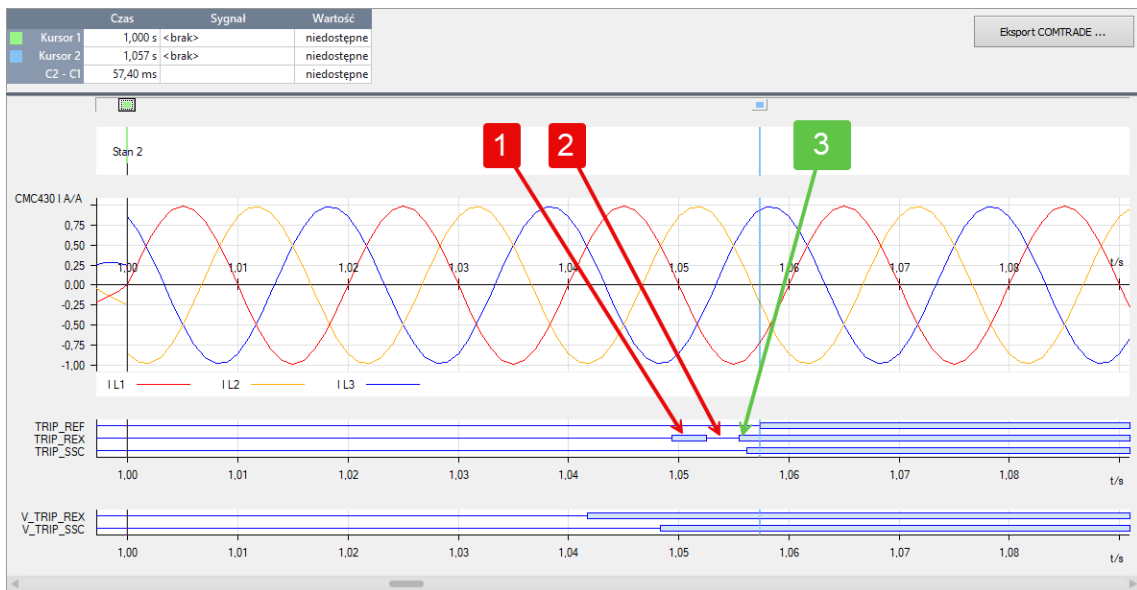 Czas Sygnał Wartość
Kursor 1 1,000 s <brak> niedostępne
Kursor 2 1,057 s <brak> niedostępne
C2 - C1 57,40 ms niedostępne
Eksport COMTRADE ...
Stan 2
1 2 3
CMC430 I A/A
0,75
0,50
0,25
0,00
-0,25
-0,50
-0,75
-1,00
1,00 1,01 1,02 1,03 1,04 1,05 1,06 1,07 1,08 t/s
I L1 I L2 I L3
TRIP_REF
TRIP_REX
TRIP_SSC
1,00 1,01 1,02 1,03 1,04 1,05 1,06 1,07 1,08 t/s
V_TRIP_REX
V_TRIP_SSC
1,00 1,01 1,02 1,03 1,04 1,05 1,06 1,07 1,08 t/s